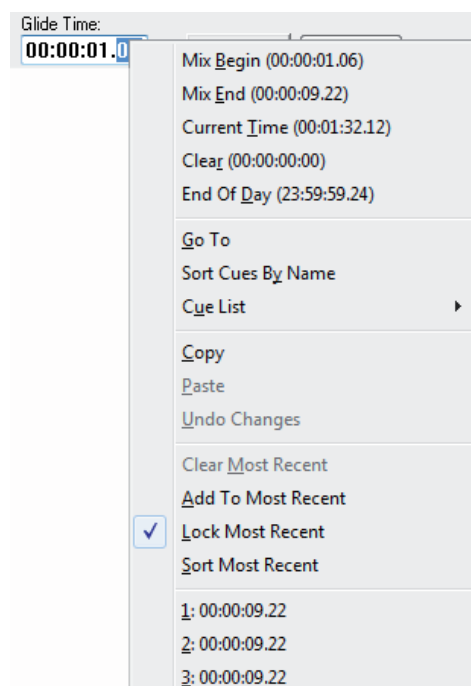 Glide Time:
00:00:01.0
Mix Begin (00:00:01.06)
Mix End (00:00:09.22)
Current Time (00:01:32.12)
Clear (00:00:00:00)
End Of Day (23:59:59.24)
Go To
Sort Cues By Name
Cue List
Copy
Paste
Undo Changes
Clear Most Recent
Add To Most Recent
Lock Most Recent
Sort Most Recent
1: 00:00:09.22
2: 00:00:09.22
3: 00:00:09.22